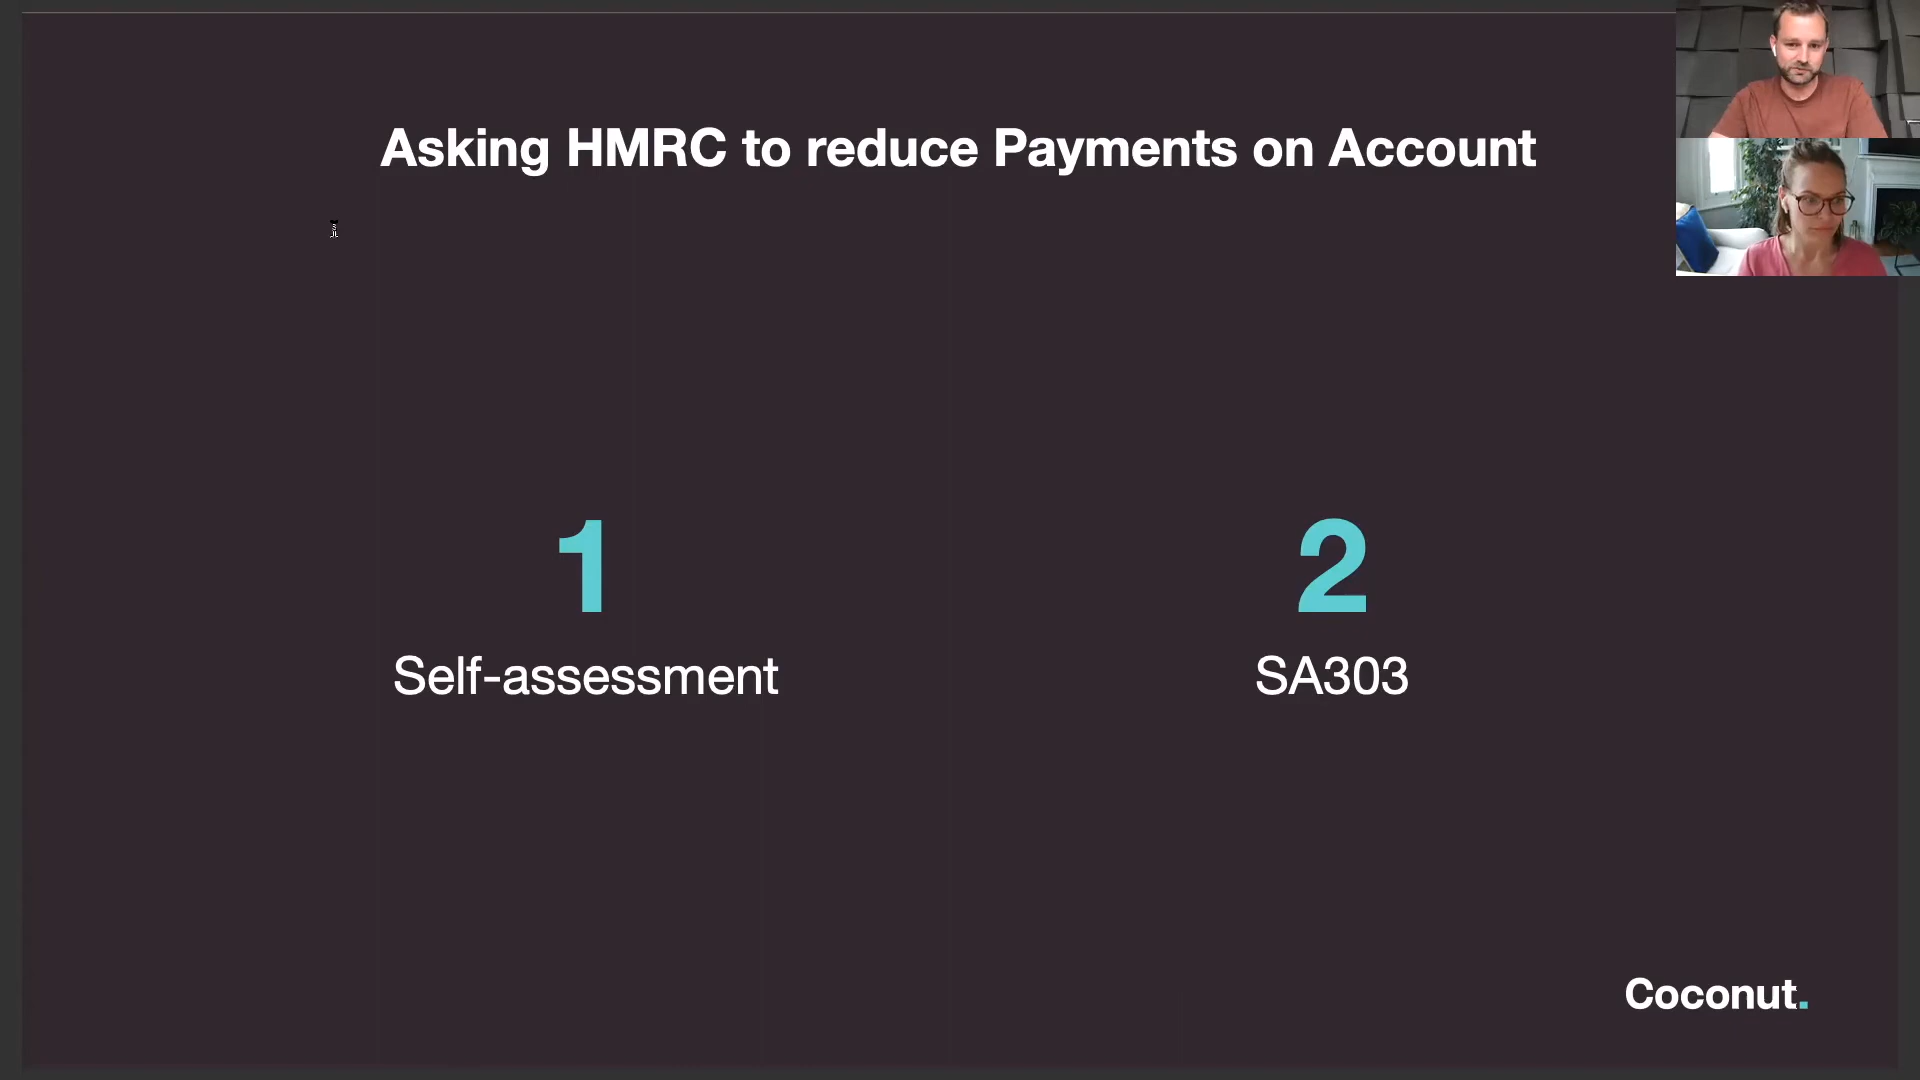 Asking HMRC to reduce Payments on Account
1
Self-assessment
2
SA303
Coconut.